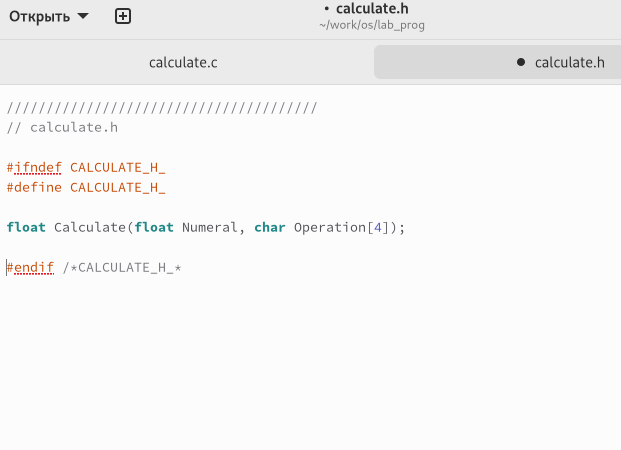 Открыть
• calculate.h
~/work/os/lab_prog
calculate.c
• calculate.h
///////////////////////////////////////
// calculate.h
#ifndef CALCULATE_H_
#define CALCULATE_H_
float Calculate(float Numeral, char Operation[4]);
#endif /*CALCULATE_H_*